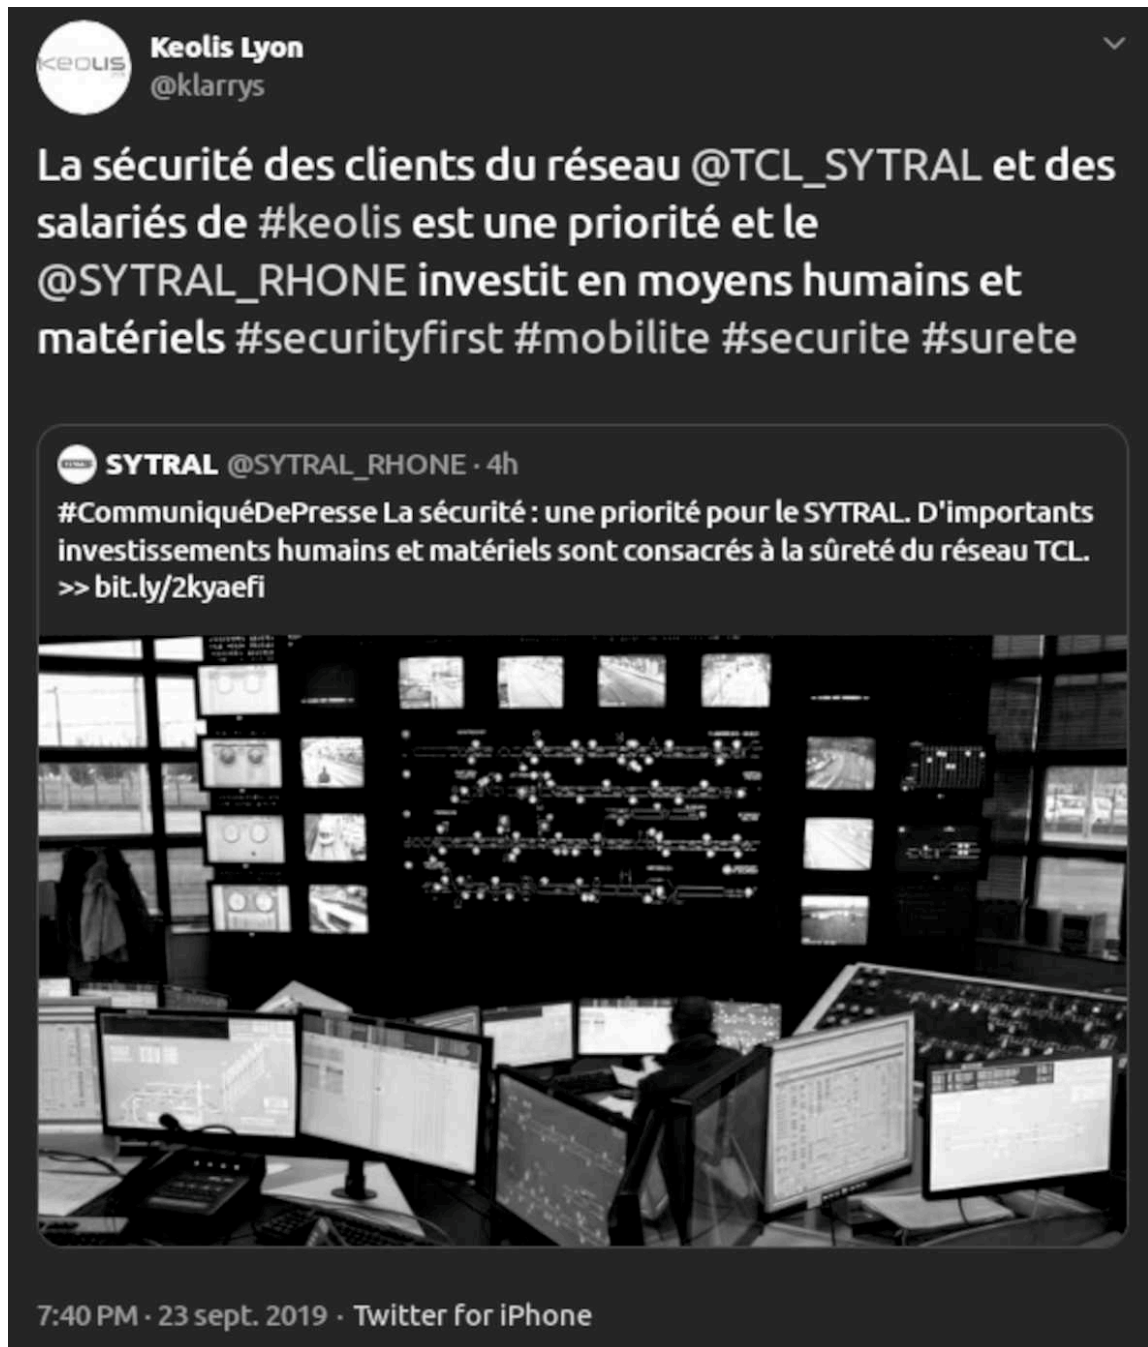 KEOLIS
Keolis Lyon
@klarrys
La sécurité des clients du réseau @TCL_SYTRAL et des
salariés de #keolis est une priorité et le
@SYTRAL_RHONE investit en moyens humains et
matériels #securityfirst #mobilite #securite #surete
SYTRAL @SYTRAL_RHONE · 4h
#CommuniquéDePresse La sécurité : une priorité pour le SYTRAL. D'importants
investissements humains et matériels sont consacrés à la sûreté du réseau TCL.
>> bit.ly/2kyaefi
7:40 PM · 23 sept. 2019 · Twitter for iPhone